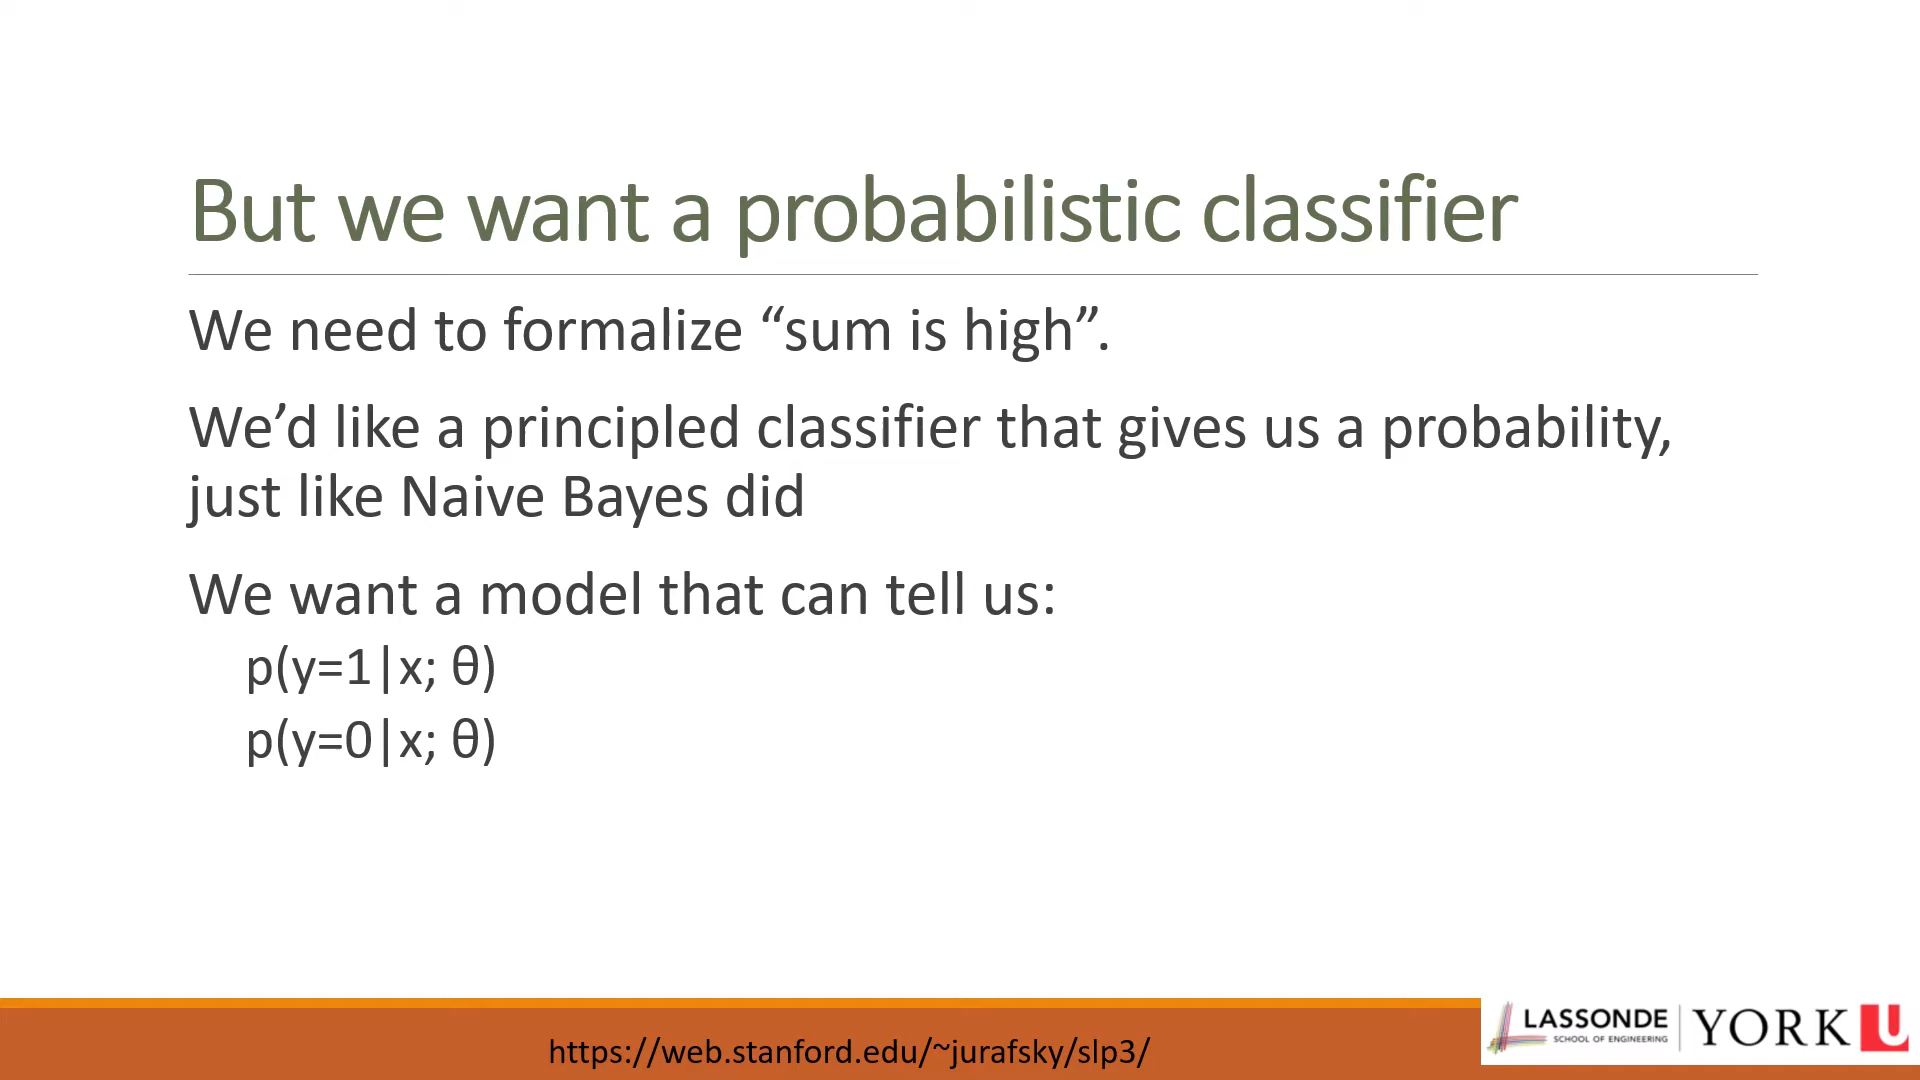 But we want a probabilistic classifier
We need to formalize “sum is high”.
We’d like a principled classifier that gives us a probability,
just like Naive Bayes did
We want a model that can tell us:
p(y=1|x; θ)
p(y=0|x; θ)
https://web.stanford.edu/~jurafsky/slp3/
LASSONDE
SCHOOL OF ENGINEERING
YORK U